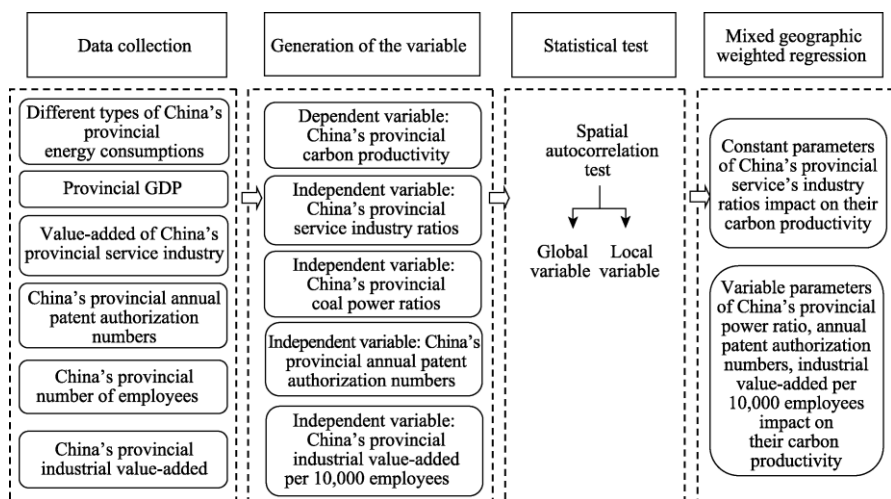 Data collection
Generation of the variable
Statistical test
Mixed geographic
weighted regression
Different types of China's
provincial
energy consumptions
Provincial GDP
Value-added of China's
provincial service industry
China's provincial annual
patent authorization
numbers
China's provincial
number of employees
China's provincial
industrial value-added
Dependent variable:
China's provincial
carbon productivity
Independent variable:
China's provincial
service industry ratios
Independent variable:
China's provincial
coal power ratios
Independent variable: China's
provincial annual patent
authorization numbers
Independent variable:
China's provincial
industrial value-added
per 10,000 employees
Spatial
autocorrelation
test
Global
variable
Local
variable
Constant parameters
of China's provincial
service's industry
ratios impact on their
carbon productivity
Variable parameters
of China's provincial
power ratio, annual
patent authorization
numbers, industrial
value-added per
10,000 employees
impact on
their carbon
productivity